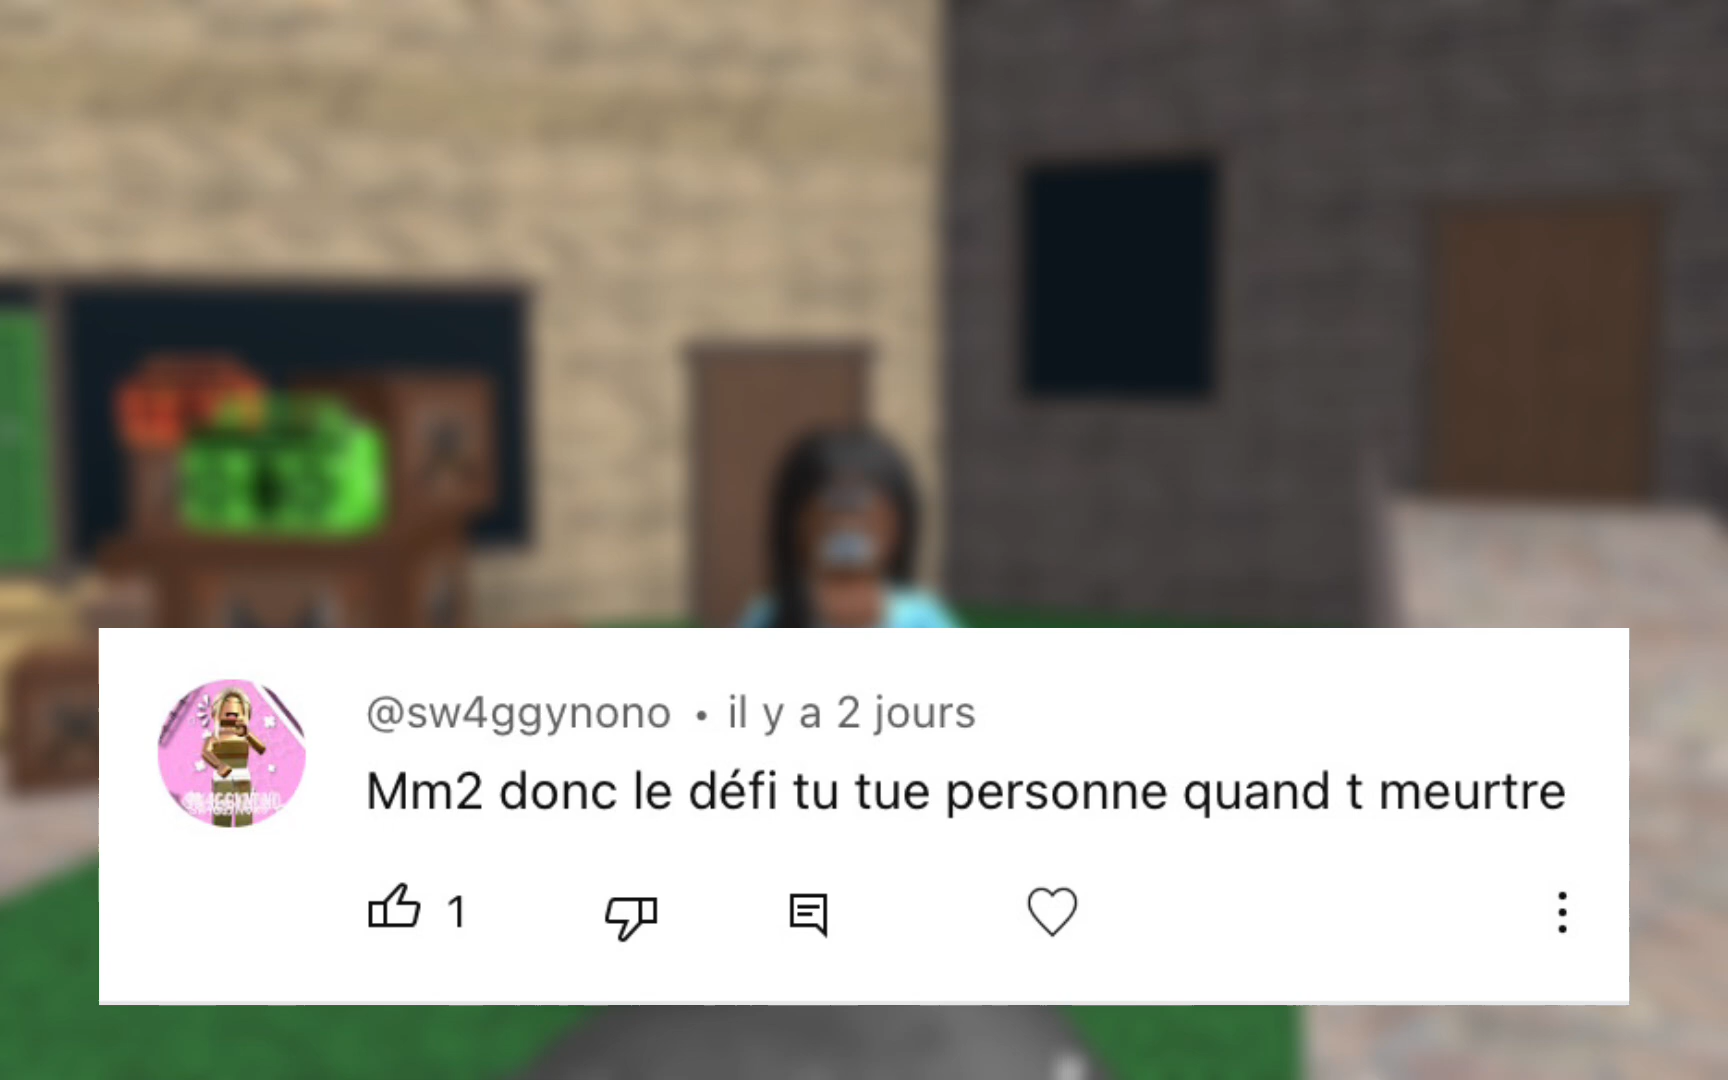 @sw4ggynono • il y a 2 jours
Mm2 donc le défi tu tue personne quand t meurtre
1